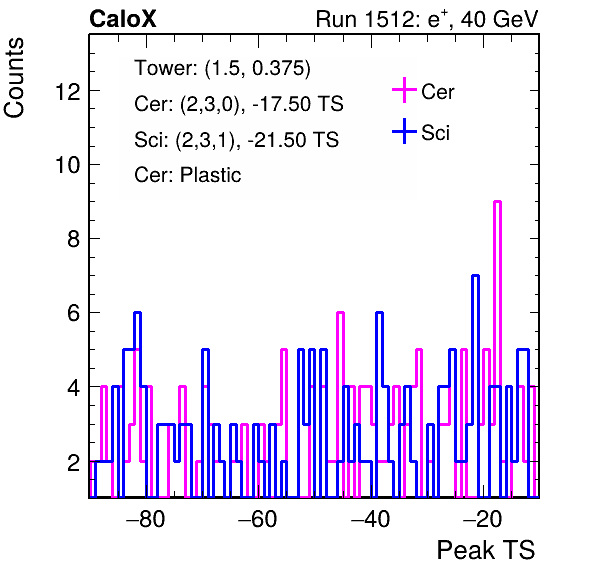 CaloX Run 1512: e⁺, 40 GeV
Counts
Tower: (1.5, 0.375)
Cer: (2,3,0), -17.50 TS
Sci: (2,3,1), -21.50 TS
Cer: Plastic
Cer
Sci
12
10
8
6
4
2
−80 −60 −40 −20
Peak TS